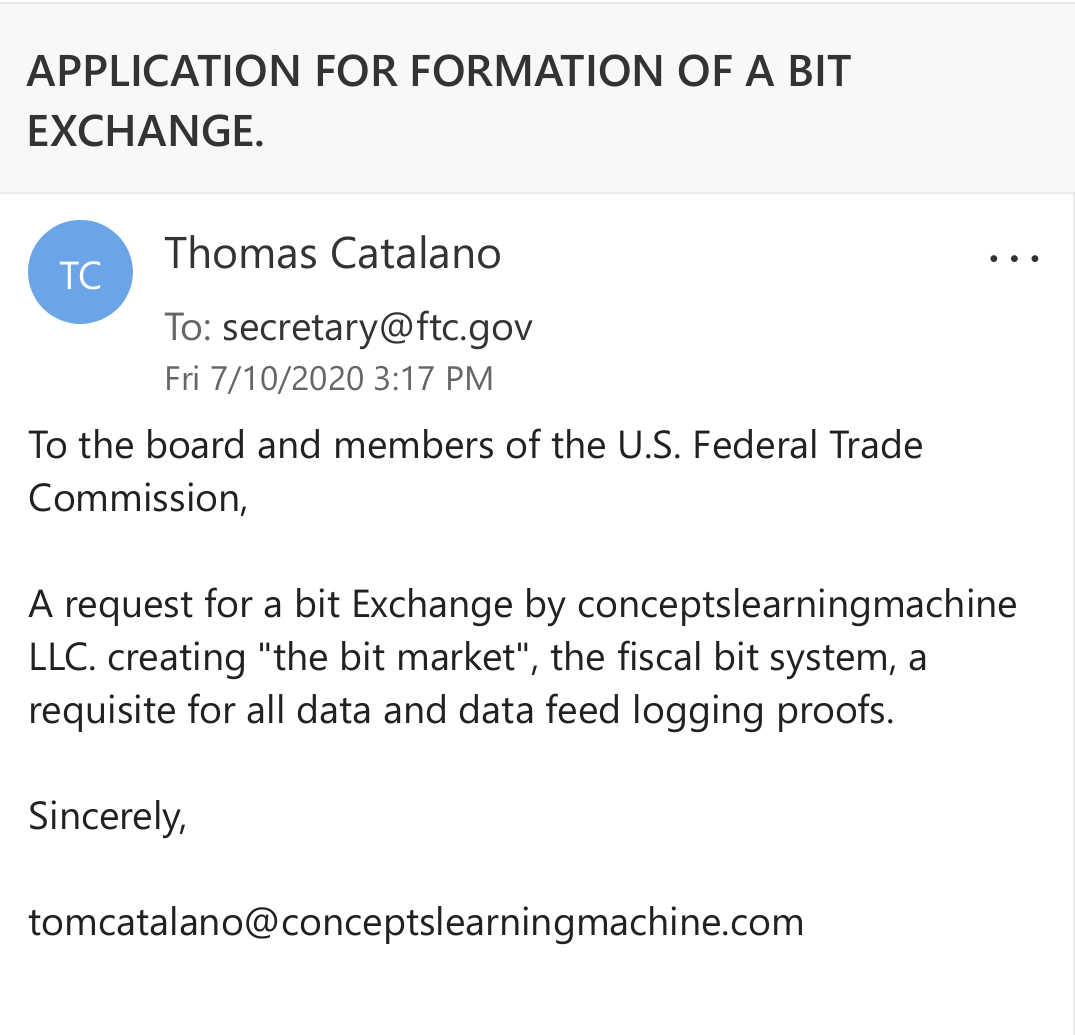 APPLICATION FOR FORMATION OF A BIT
EXCHANGE.
TC
Thomas Catalano
...
To: secretary@ftc.gov
Fri 7/10/2020 3:17 PM
To the board and members of the U.S. Federal Trade
Commission,
A request for a bit Exchange by conceptslearningmachine
LLC. creating "the bit market", the fiscal bit system, a
requisite for all data and data feed logging proofs.
Sincerely,
tomcatalano@conceptslearningmachine.com